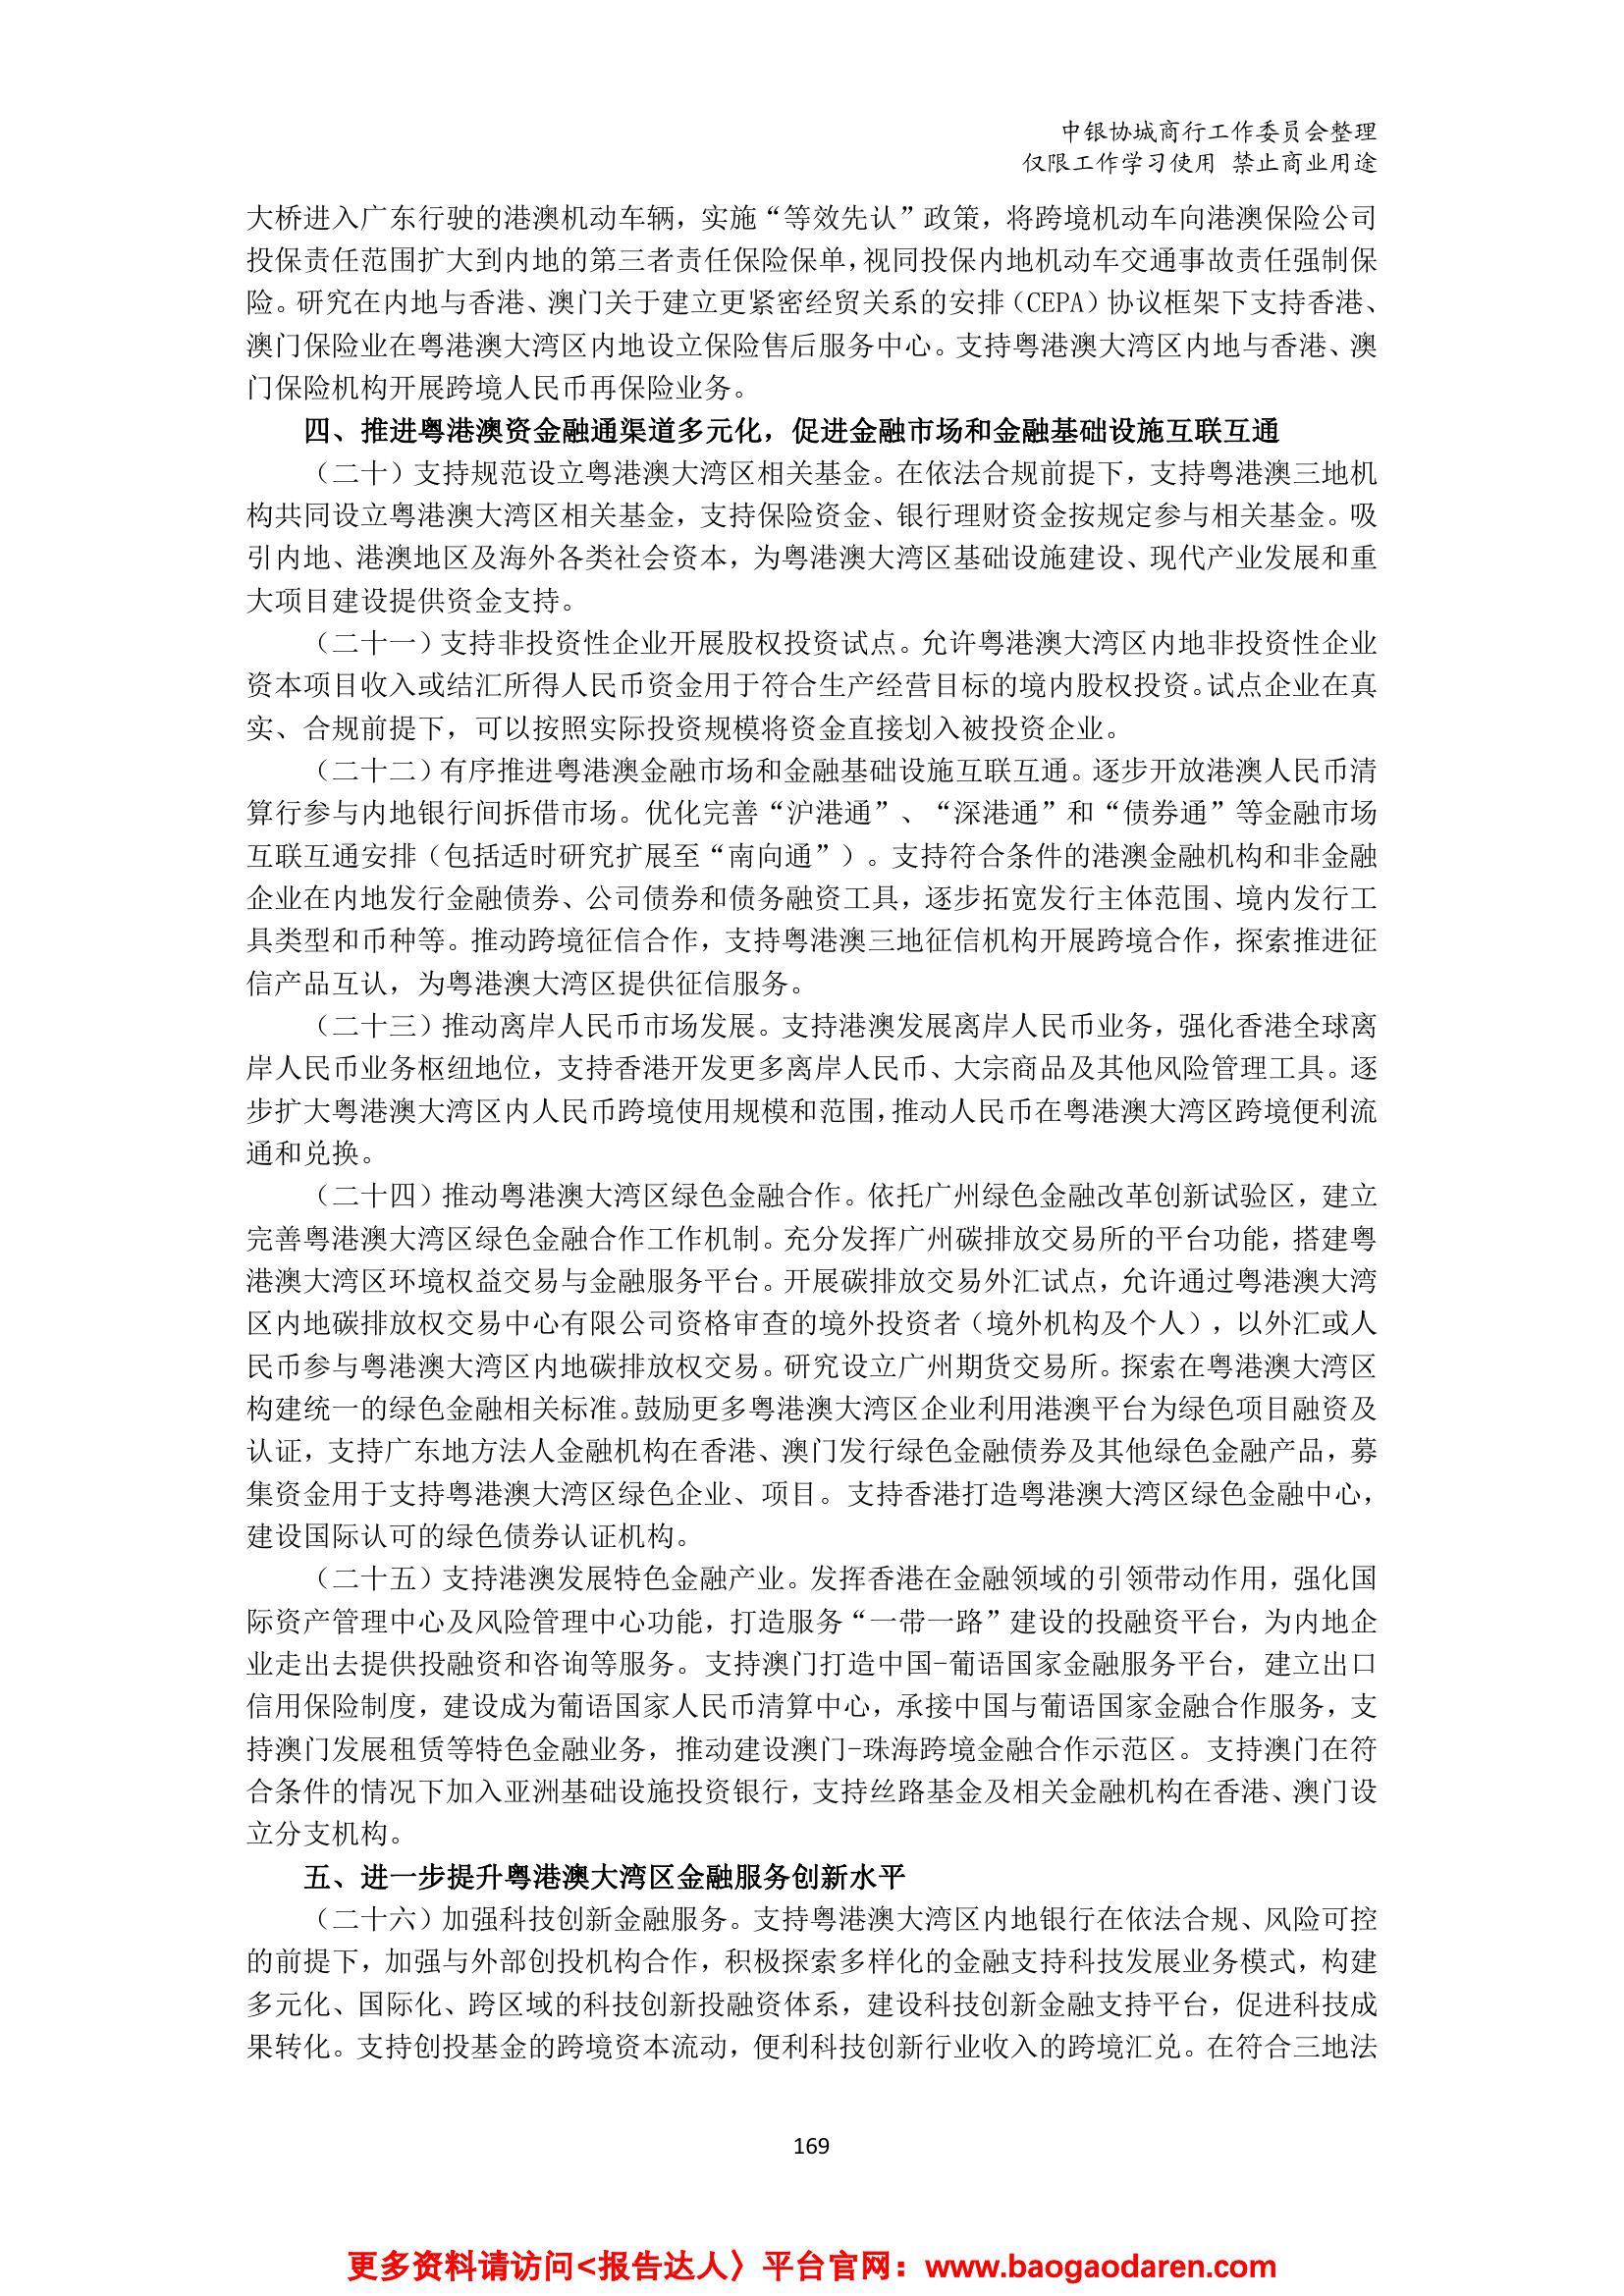 中银协城商行工作委员会整理
仅限工作学习使用 禁止商业用途
大桥进入广东行驶的港澳机动车辆，实施“等效先认”政策，将跨境机动车向港澳保险公司
投保责任范围扩大到内地的第三者责任保险保单，视同投保内地机动车交通事故责任强制保
险。研究在内地与香港、澳门关于建立更紧密经贸关系的安排（CEPA）协议框架下支持香港、
澳门保险业在粤港澳大湾区内地设立保险售后服务中心。支持粤港澳大湾区内地与香港、澳
门保险机构开展跨境人民币再保险业务。
四、推进粤港澳资金融通渠道多元化，促进金融市场和金融基础设施互联互通
（二十）支持规范设立粤港澳大湾区相关基金。在依法合规前提下，支持粤港澳三地机
构共同设立粤港澳大湾区相关基金，支持保险资金、银行理财资金按规定参与相关基金。吸
引内地、港澳地区及海外各类社会资本，为粤港澳大湾区基础设施建设、现代产业发展和重
大项目建设提供资金支持。
（二十一）支持非投资性企业开展股权投资试点。允许粤港澳大湾区内地非投资性企业
资本项目收入或结汇所得人民币资金用于符合生产经营目标的境内股权投资。试点企业在真
实、合规前提下，可以按照实际投资规模将资金直接划入被投资企业。
（二十二）有序推进粤港澳金融市场和金融基础设施互联互通。逐步开放港澳人民币清
算行参与内地银行间拆借市场。优化完善“沪港通”、“深港通”和“债券通”等金融市场
互联互通安排（包括适时研究扩展至“南向通”）。支持符合条件的港澳金融机构和非金融
企业在内地发行金融债券、公司债券和债务融资工具，逐步拓宽发行主体范围、境内发行工
具类型和币种等。推动跨境征信合作，支持粤港澳三地征信机构开展跨境合作，探索推进征
信产品互认，为粤港澳大湾区提供征信服务。
（二十三）推动离岸人民币市场发展。支持港澳发展离岸人民币业务，强化香港全球离
岸人民币业务枢纽地位，支持香港开发更多离岸人民币、大宗商品及其他风险管理工具。逐
步扩大粤港澳大湾区内人民币跨境使用规模和范围，推动人民币在粤港澳大湾区跨境便利流
通和兑换。
（二十四）推动粤港澳大湾区绿色金融合作。依托广州绿色金融改革创新试验区，建立
完善粤港澳大湾区绿色金融合作工作机制。充分发挥广州碳排放交易所的平台功能，搭建粤
港澳大湾区环境权益交易与金融服务平台。开展碳排放交易外汇试点，允许通过粤港澳大湾
区内地碳排放权交易中心有限公司资格审查的境外投资者（境外机构及个人），以外汇或人
民币参与粤港澳大湾区内地碳排放权交易。研究设立广州期货交易所。探索在粤港澳大湾区
构建统一的绿色金融相关标准。鼓励更多粤港澳大湾区企业利用港澳平台为绿色项目融资及
认证，支持广东地方法人金融机构在香港、澳门发行绿色金融债券及其他绿色金融产品，募
集资金用于支持粤港澳大湾区绿色企业、项目。支持香港打造粤港澳大湾区绿色金融中心，
建设国际认可的绿色债券认证机构。
（二十五）支持港澳发展特色金融产业。发挥香港在金融领域的引领带动作用，强化国
际资产管理中心及风险管理中心功能，打造服务“一带一路”建设的投融资平台，为内地企
业走出去提供投融资和咨询等服务。支持澳门打造中国-葡语国家金融服务平台，建立出口
信用保险制度，建设成为葡语国家人民币清算中心，承接中国与葡语国家金融合作服务，支
持澳门发展租赁等特色金融业务，推动建设澳门-珠海跨境金融合作示范区。支持澳门在符
合条件的情况下加入亚洲基础设施投资银行，支持丝路基金及相关金融机构在香港、澳门设
立分支机构。
五、进一步提升粤港澳大湾区金融服务创新水平
（二十六）加强科技创新金融服务。支持粤港澳大湾区内地银行在依法合规、风险可控
的前提下，加强与外部创投机构合作，积极探索多样化的金融支持科技发展业务模式，构建
多元化、国际化、跨区域的科技创新投融资体系，建设科技创新金融支持平台，促进科技成
果转化。支持创投基金的跨境资本流动，便利科技创新行业收入的跨境汇兑。在符合三地法
169
更多资料请访问<报告达人〉平台官网：www.baogaodaren.com